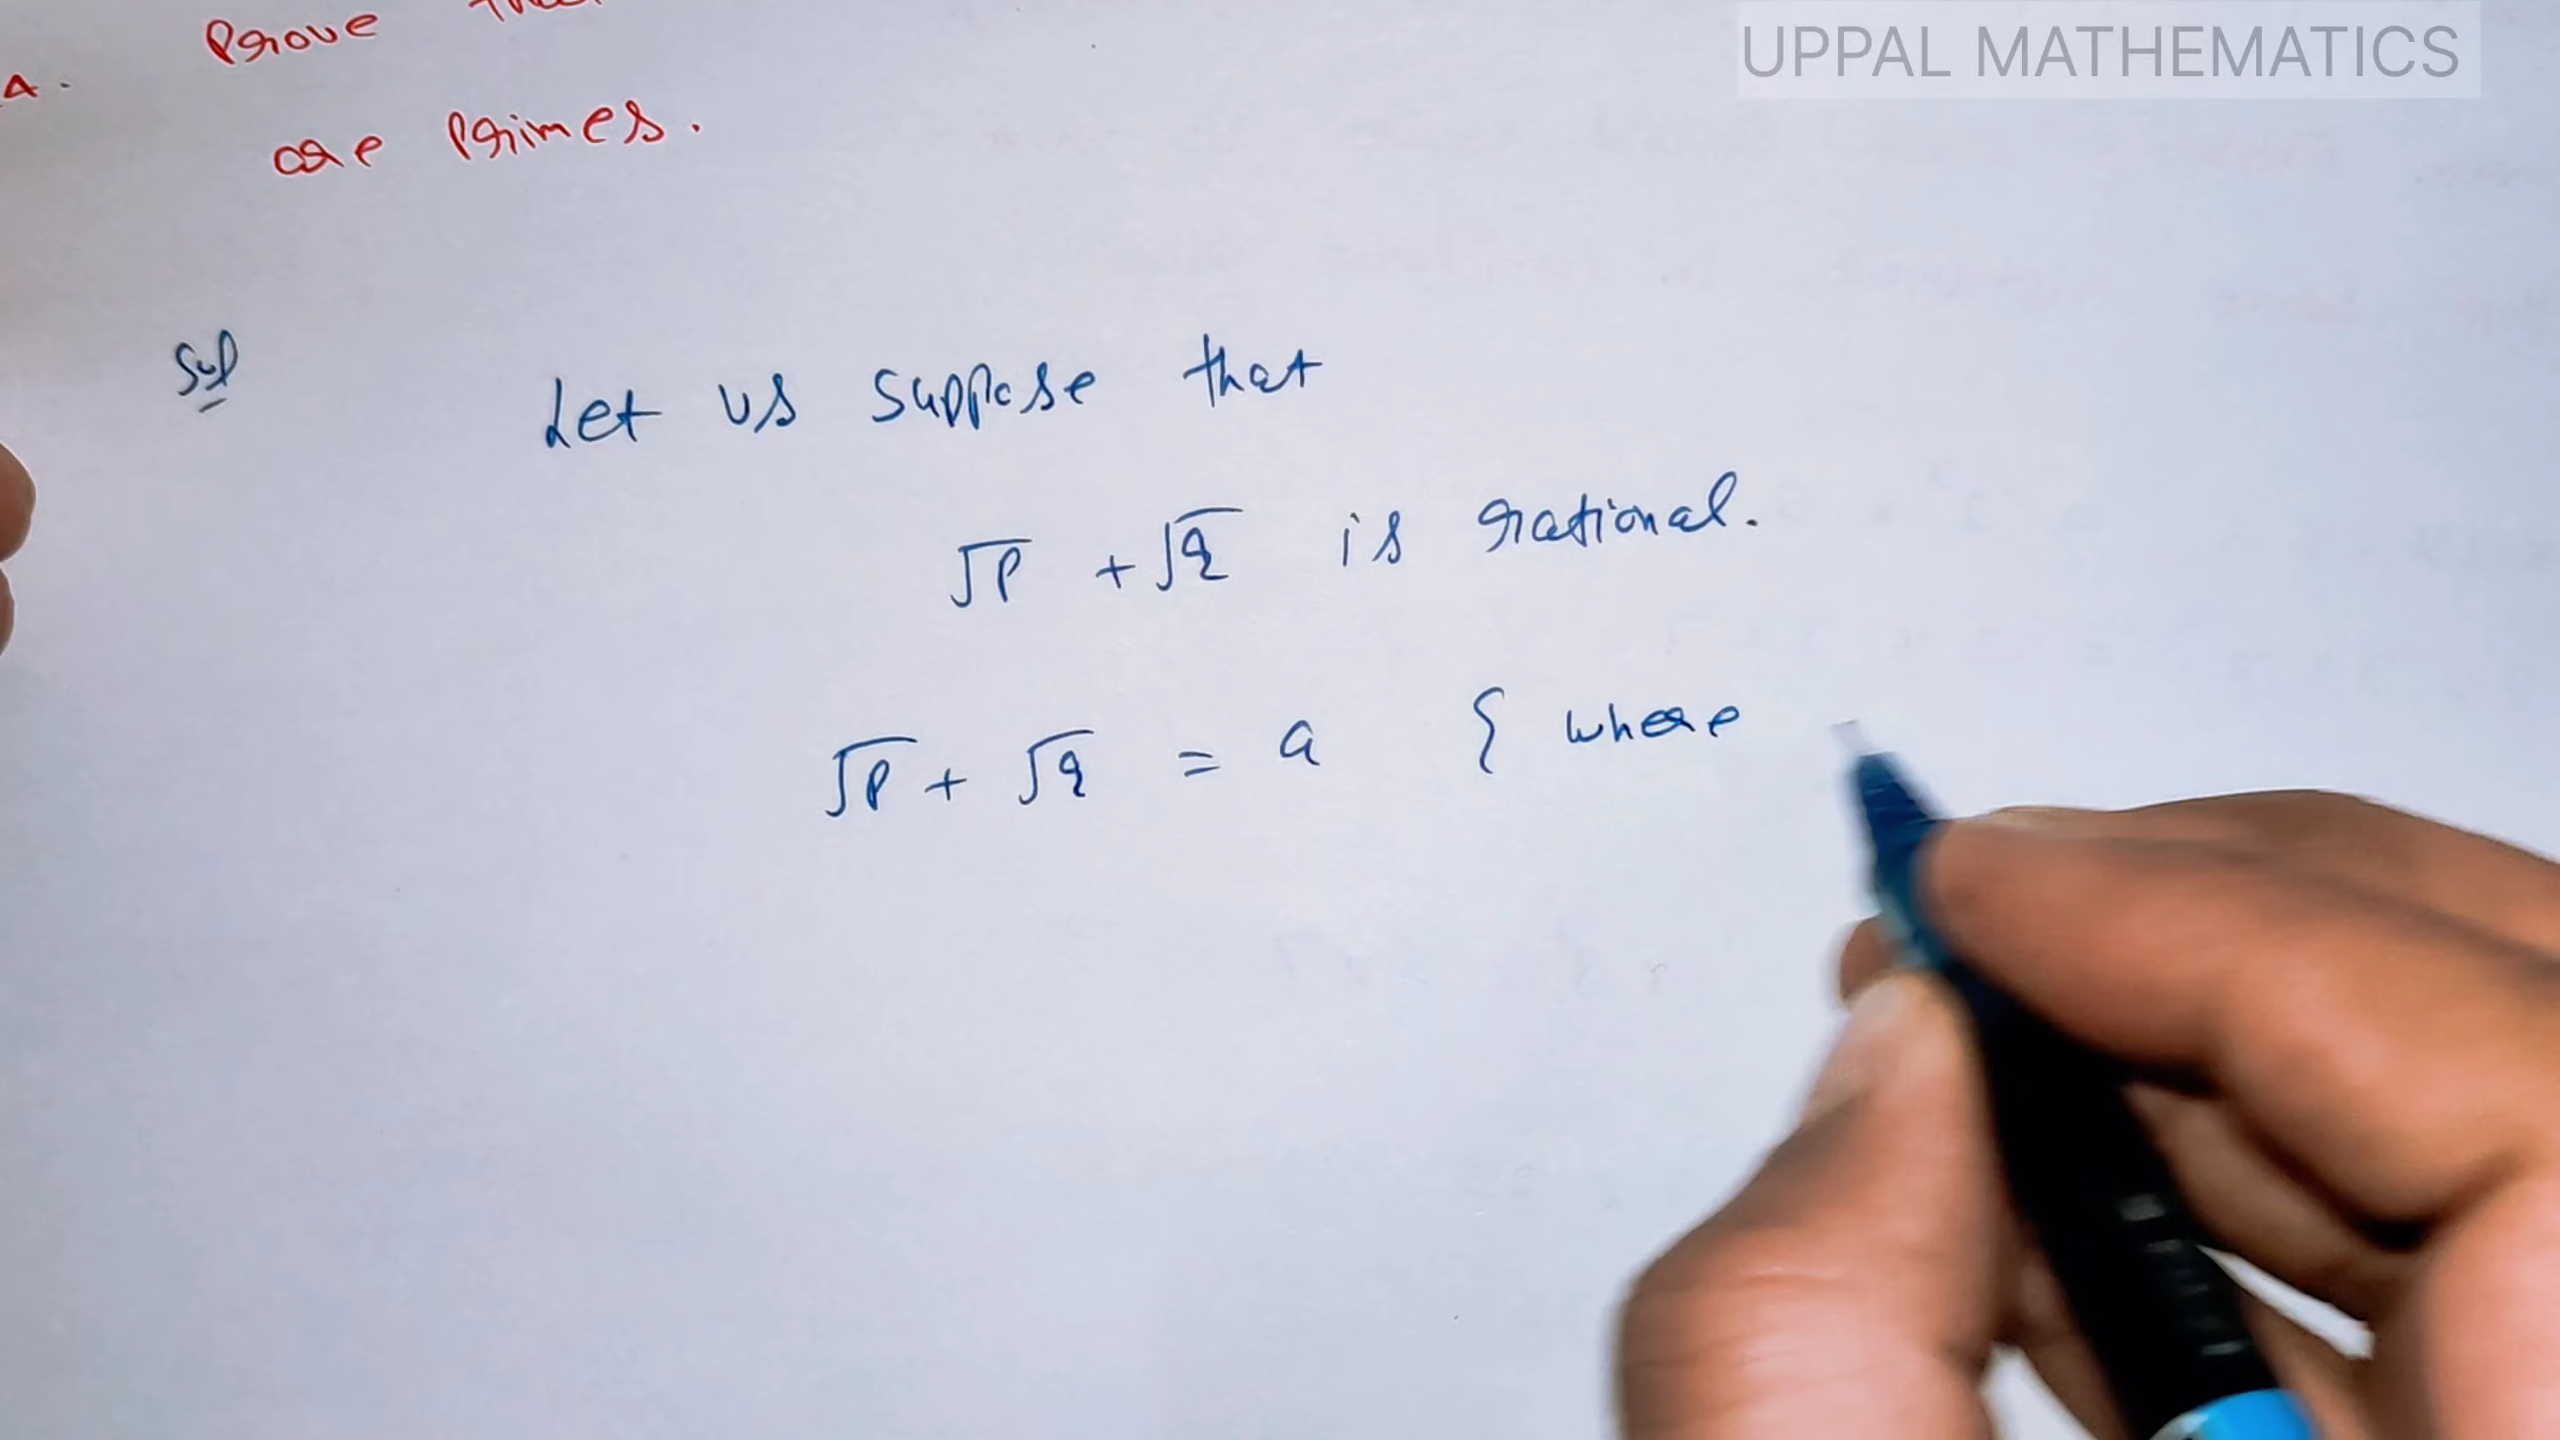 UPPAL MATHEMATICS
Prove
are Primes.
Sol
Let us suppose that
√p + √q is rational.
√p + √q = a { where